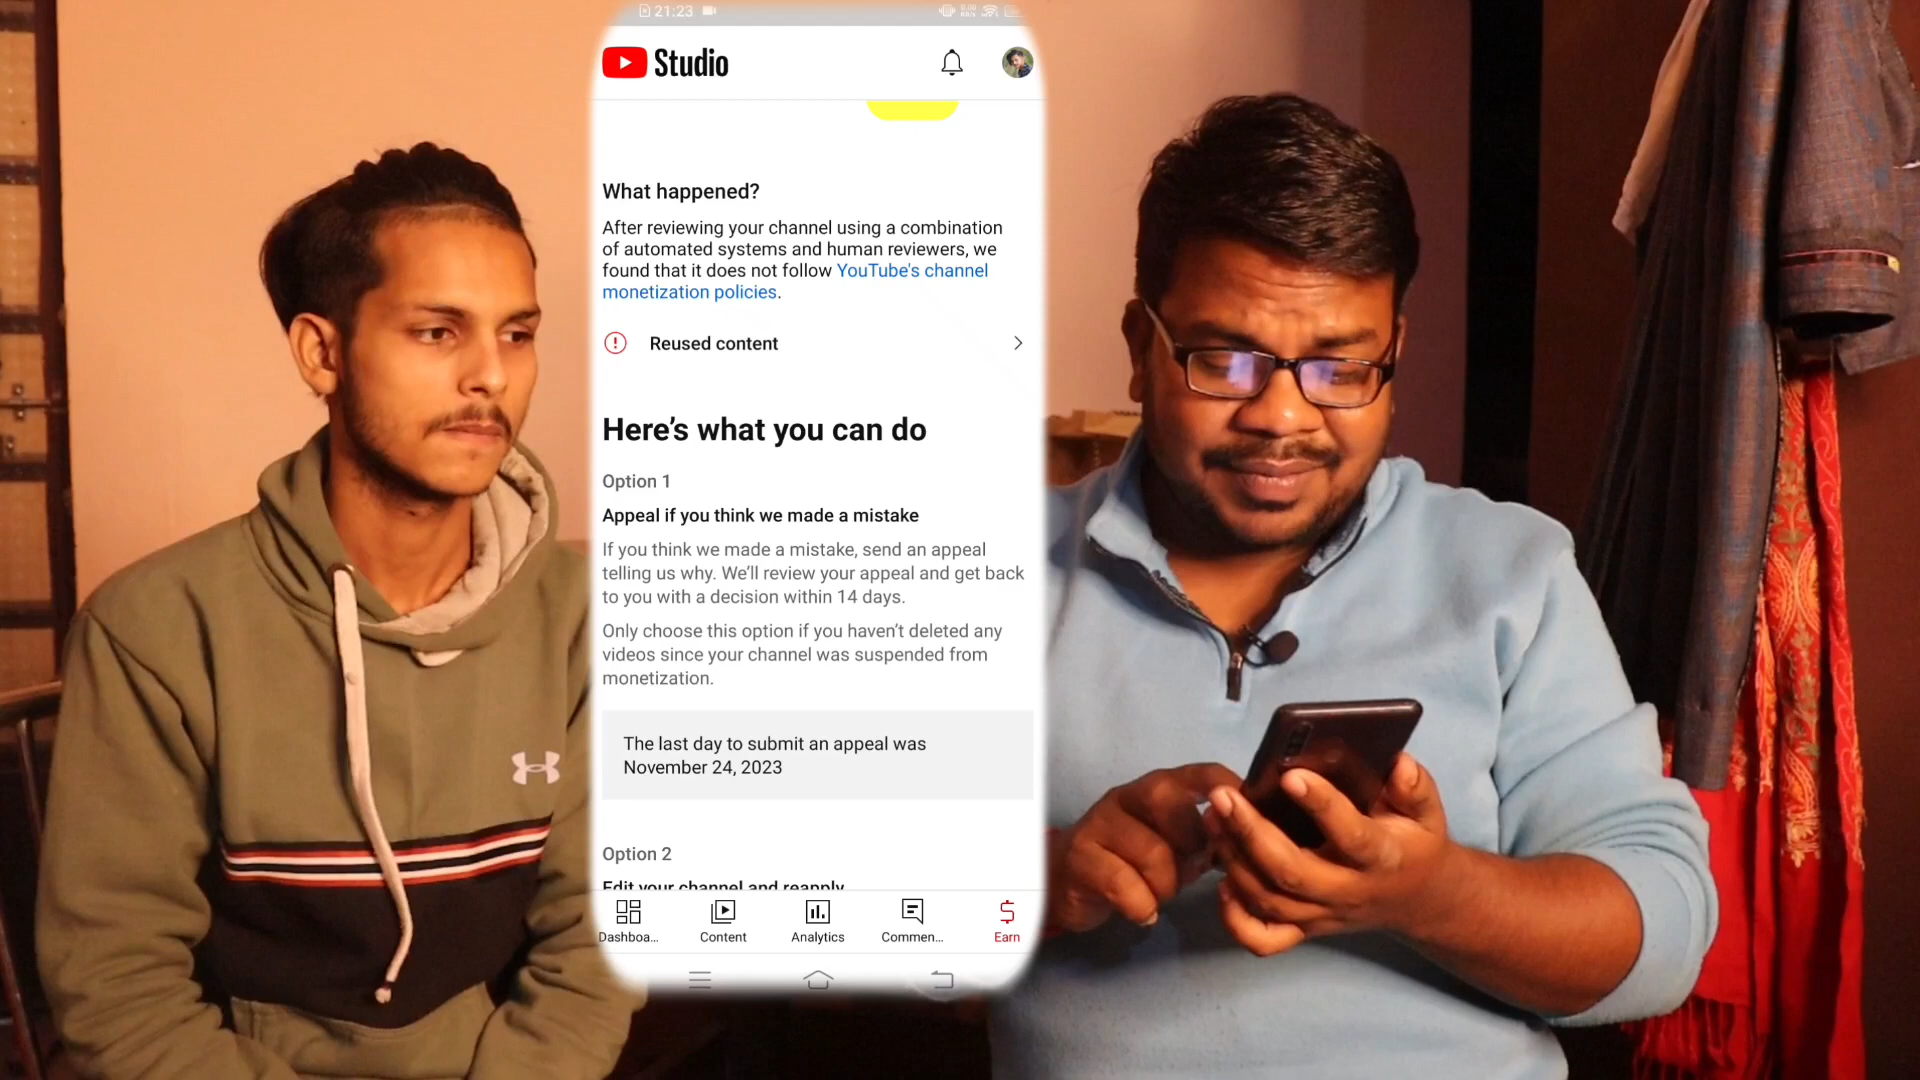 21:23
Studio
What happened?
After reviewing your channel using a combination
of automated systems and human reviewers, we
found that it does not follow YouTube's channel
monetization policies.
Reused content
Here's what you can do
Option 1
Appeal if you think we made a mistake
If you think we made a mistake, send an appeal
telling us why. We'll review your appeal and get back
to you with a decision within 14 days.
Only choose this option if you haven't deleted any
videos since your channel was suspended from
monetization.
The last day to submit an appeal was
November 24, 2023
Option 2
Edit your channel and reapply
Dashboa...
Content
Analytics
Commen...
Earn